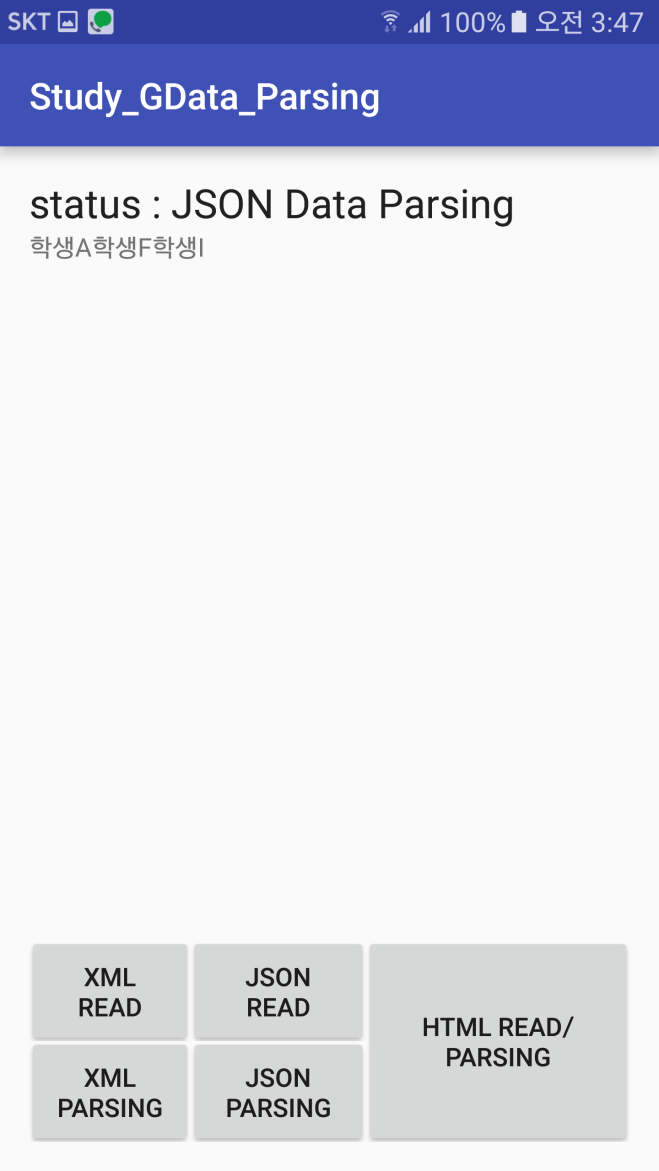 SKT 100% 오전 3:47
Study_GData_Parsing
status : JSON Data Parsing
학생A학생F학생I
XML
READ
JSON
READ
HTML READ/
PARSING
XML
PARSING
JSON
PARSING